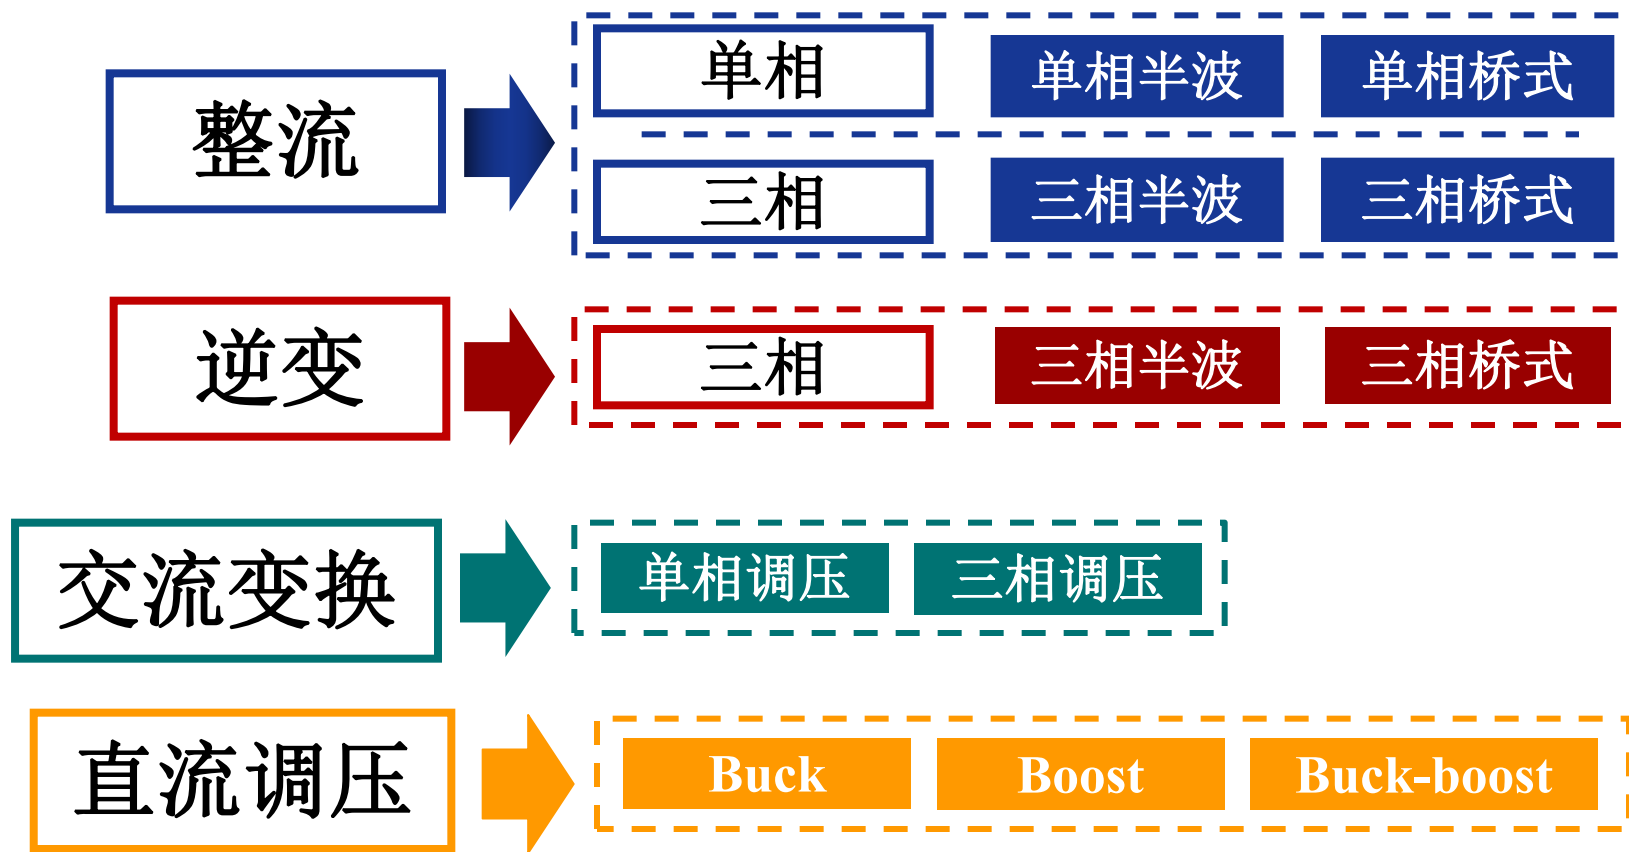 整流
单相
单相半波
单相桥式
三相
三相半波
三相桥式
逆变
三相
三相半波
三相桥式
交流变换
单相调压
三相调压
直流调压
Buck
Boost
Buck-boost